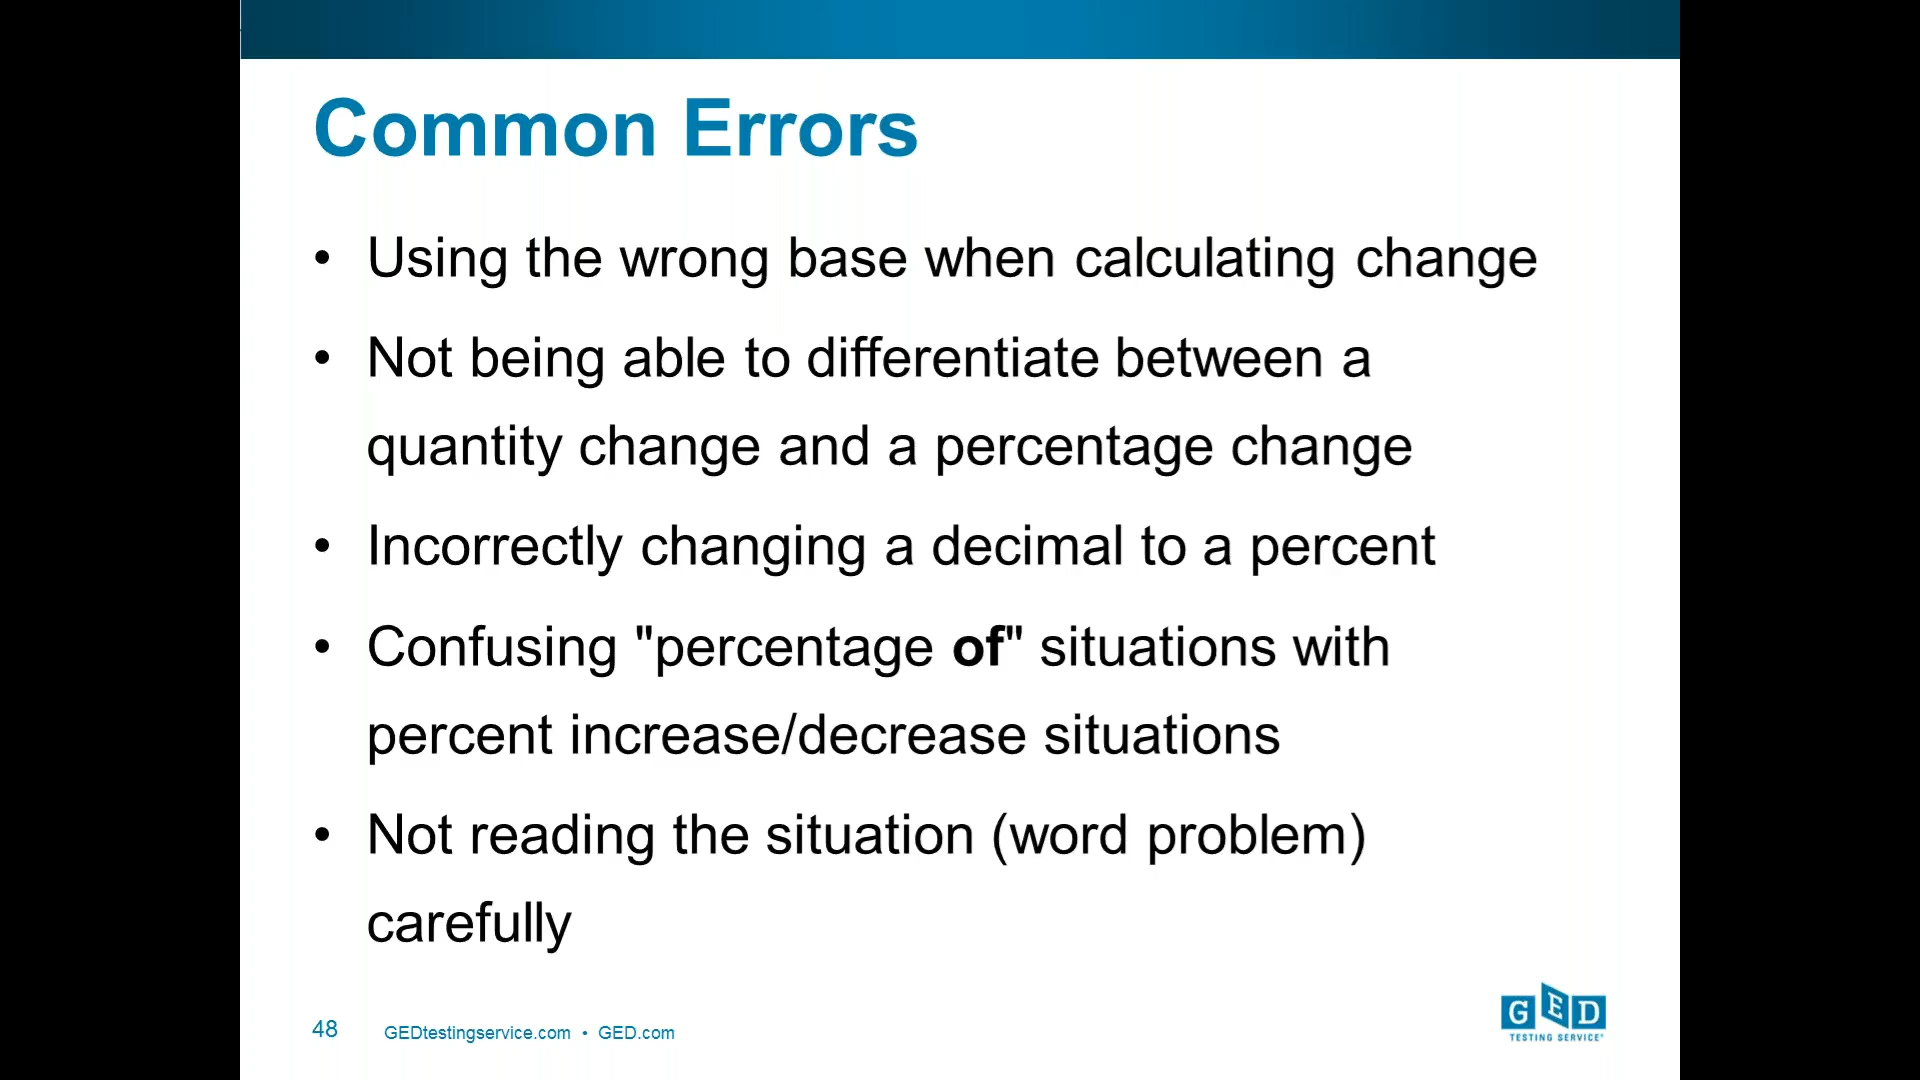 Common Errors
• Using the wrong base when calculating change
• Not being able to differentiate between a
quantity change and a percentage change
• Incorrectly changing a decimal to a percent
• Confusing "percentage of" situations with
percent increase/decrease situations
• Not reading the situation (word problem)
carefully
48 GEDtestingservice.com • GED.com
GED
TESTING SERVICE